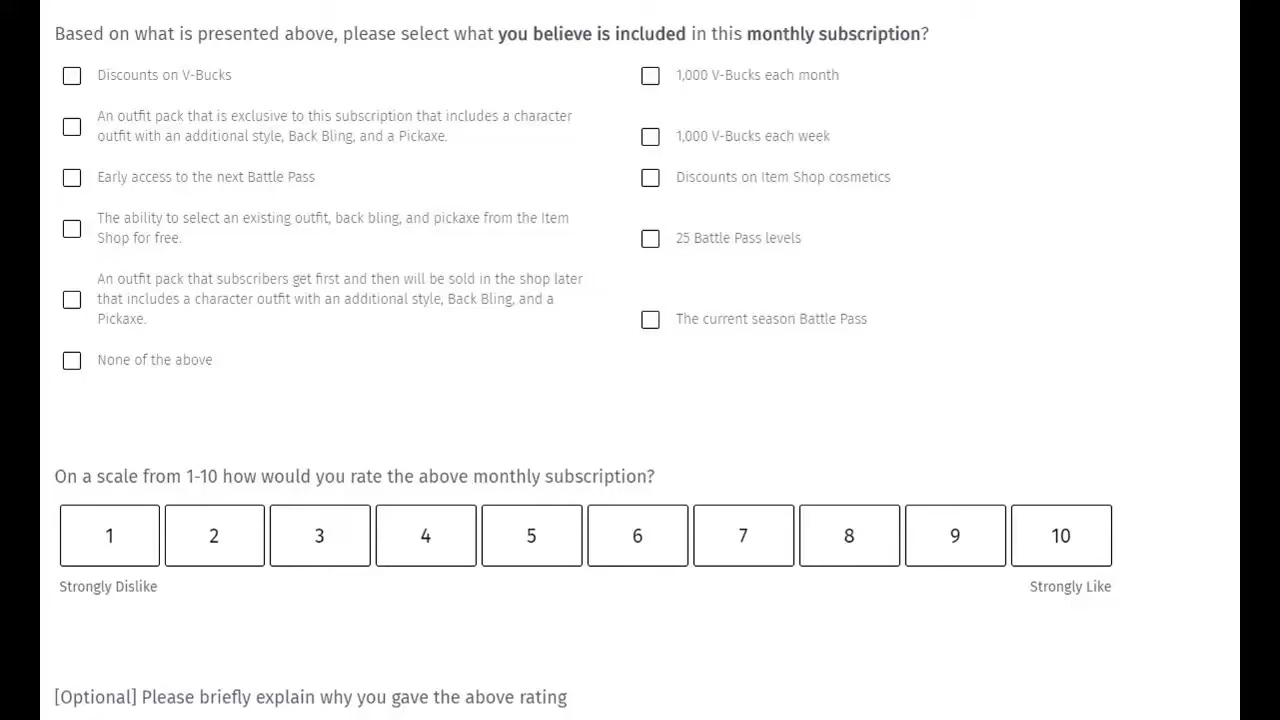 Based on what is presented above, please select what you believe is included in this monthly subscription?
Discounts on V-Bucks
1,000 V-Bucks each month
An outfit pack that is exclusive to this subscription that includes a character
outfit with an additional style, Back Bling, and a Pickaxe.
1,000 V-Bucks each week
Early access to the next Battle Pass
Discounts on Item Shop cosmetics
The ability to select an existing outfit, back bling, and pickaxe from the Item
Shop for free.
25 Battle Pass levels
An outfit pack that subscribers get first and then will be sold in the shop later
that includes a character outfit with an additional style, Back Bling, and a
Pickaxe.
The current season Battle Pass
None of the above
On a scale from 1-10 how would you rate the above monthly subscription?
1 2 3 4 5 6 7 8 9 10
Strongly Dislike Strongly Like
[Optional] Please briefly explain why you gave the above rating